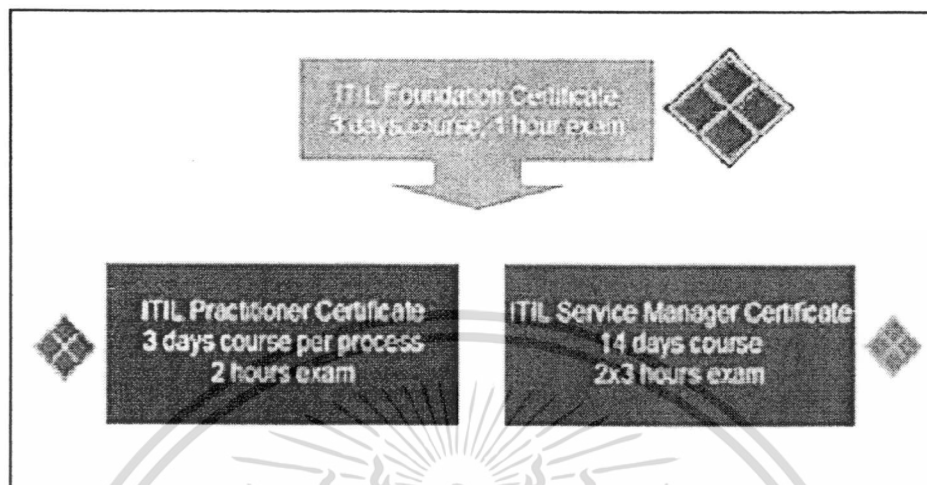 ITIL Foundation Certificate
3 days course, 1 hour exam
ITIL Practitioner Certificate
3 days course per process
2 hours exam
ITIL Service Manager Certificate
14 days course
2x3 hours exam